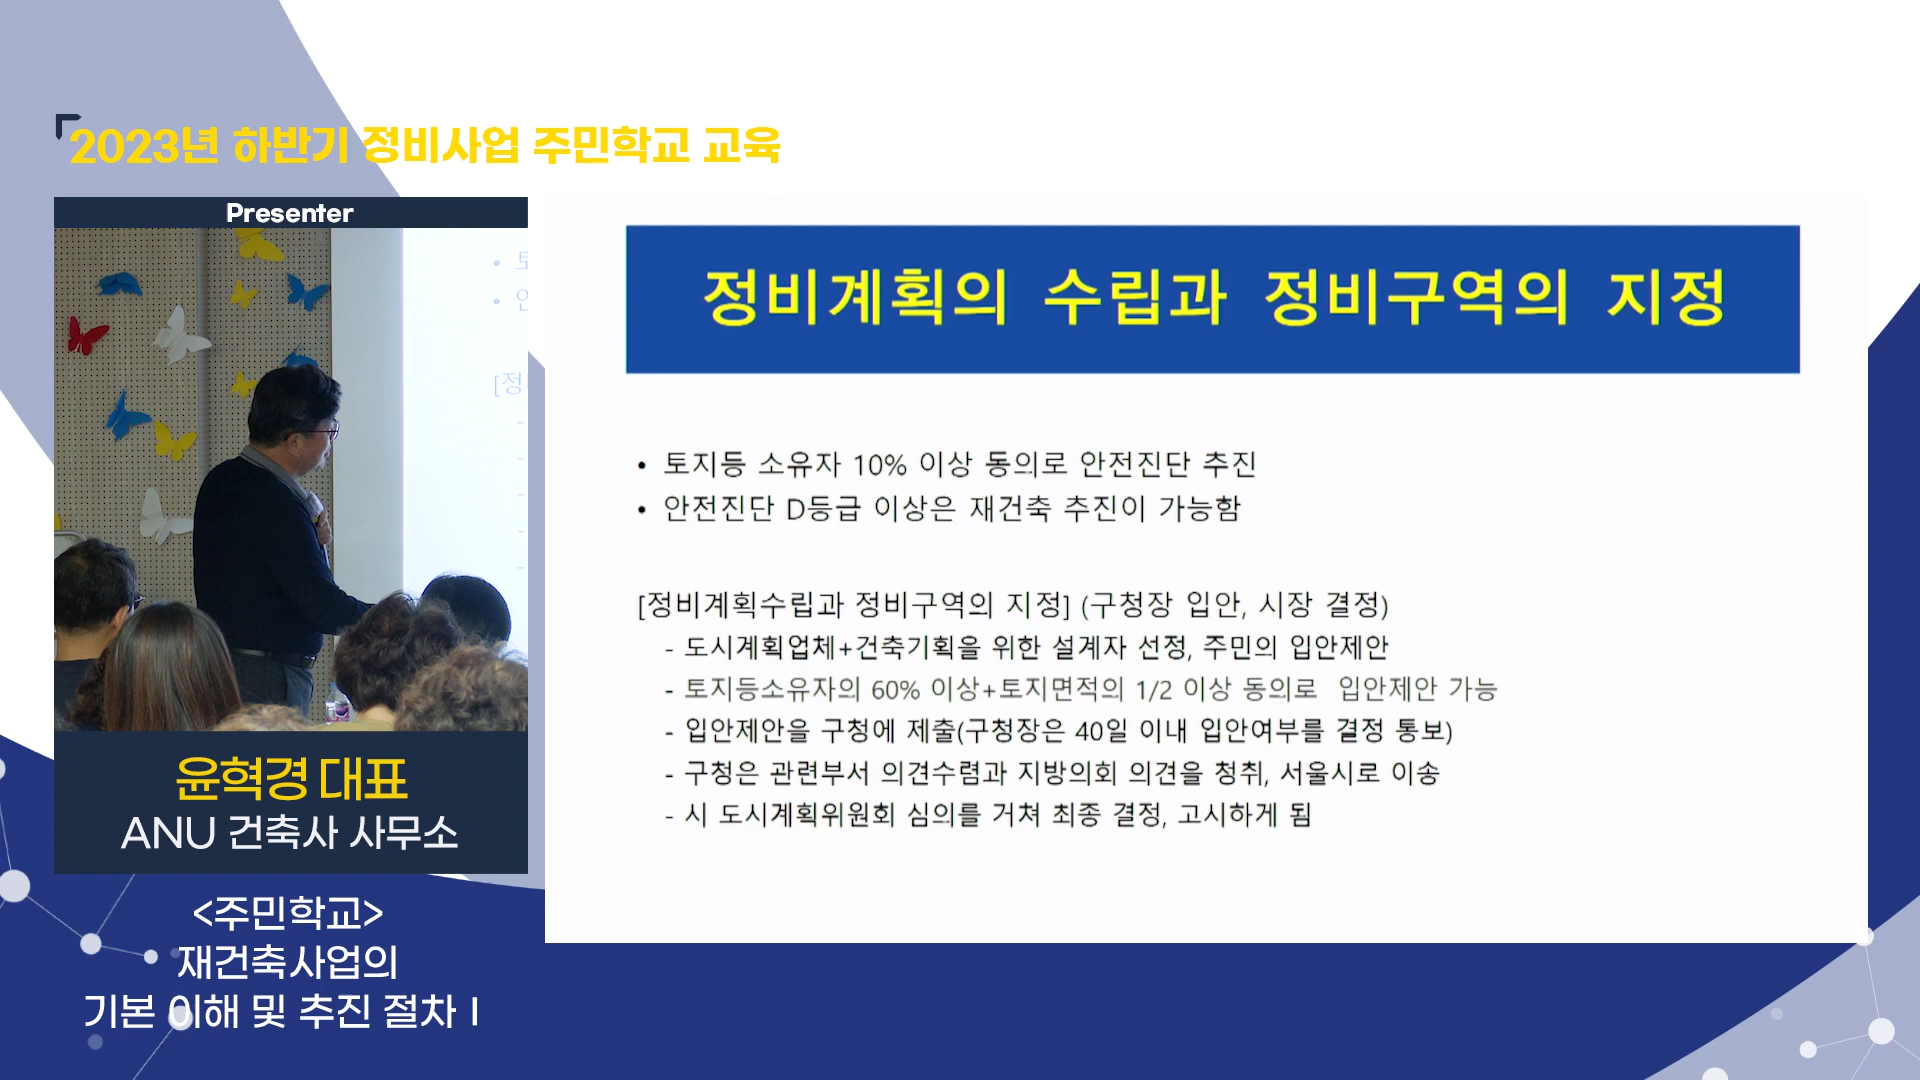 2023년 하반기 정비사업 주민학교 교육
Presenter
윤혁경 대표
ANU 건축사 사무소
<주민학교>
재건축사업의
기본 이해 및 추진 절차 I
정비계획의 수립과 정비구역의 지정
• 토지등 소유자 10% 이상 동의로 안전진단 추진
• 안전진단 D등급 이상은 재건축 추진이 가능함
[정비계획수립과 정비구역의 지정] (구청장 입안, 시장 결정)
- 도시계획업체+건축기획을 위한 설계자 선정, 주민의 입안제안
- 토지등소유자의 60% 이상+토지면적의 1/2 이상 동의로 입안제안 가능
- 입안제안을 구청에 제출(구청장은 40일 이내 입안여부를 결정 통보)
- 구청은 관련부서 의견수렴과 지방의회 의견을 청취, 서울시로 이송
- 시 도시계획위원회 심의를 거쳐 최종 결정, 고시하게 됨